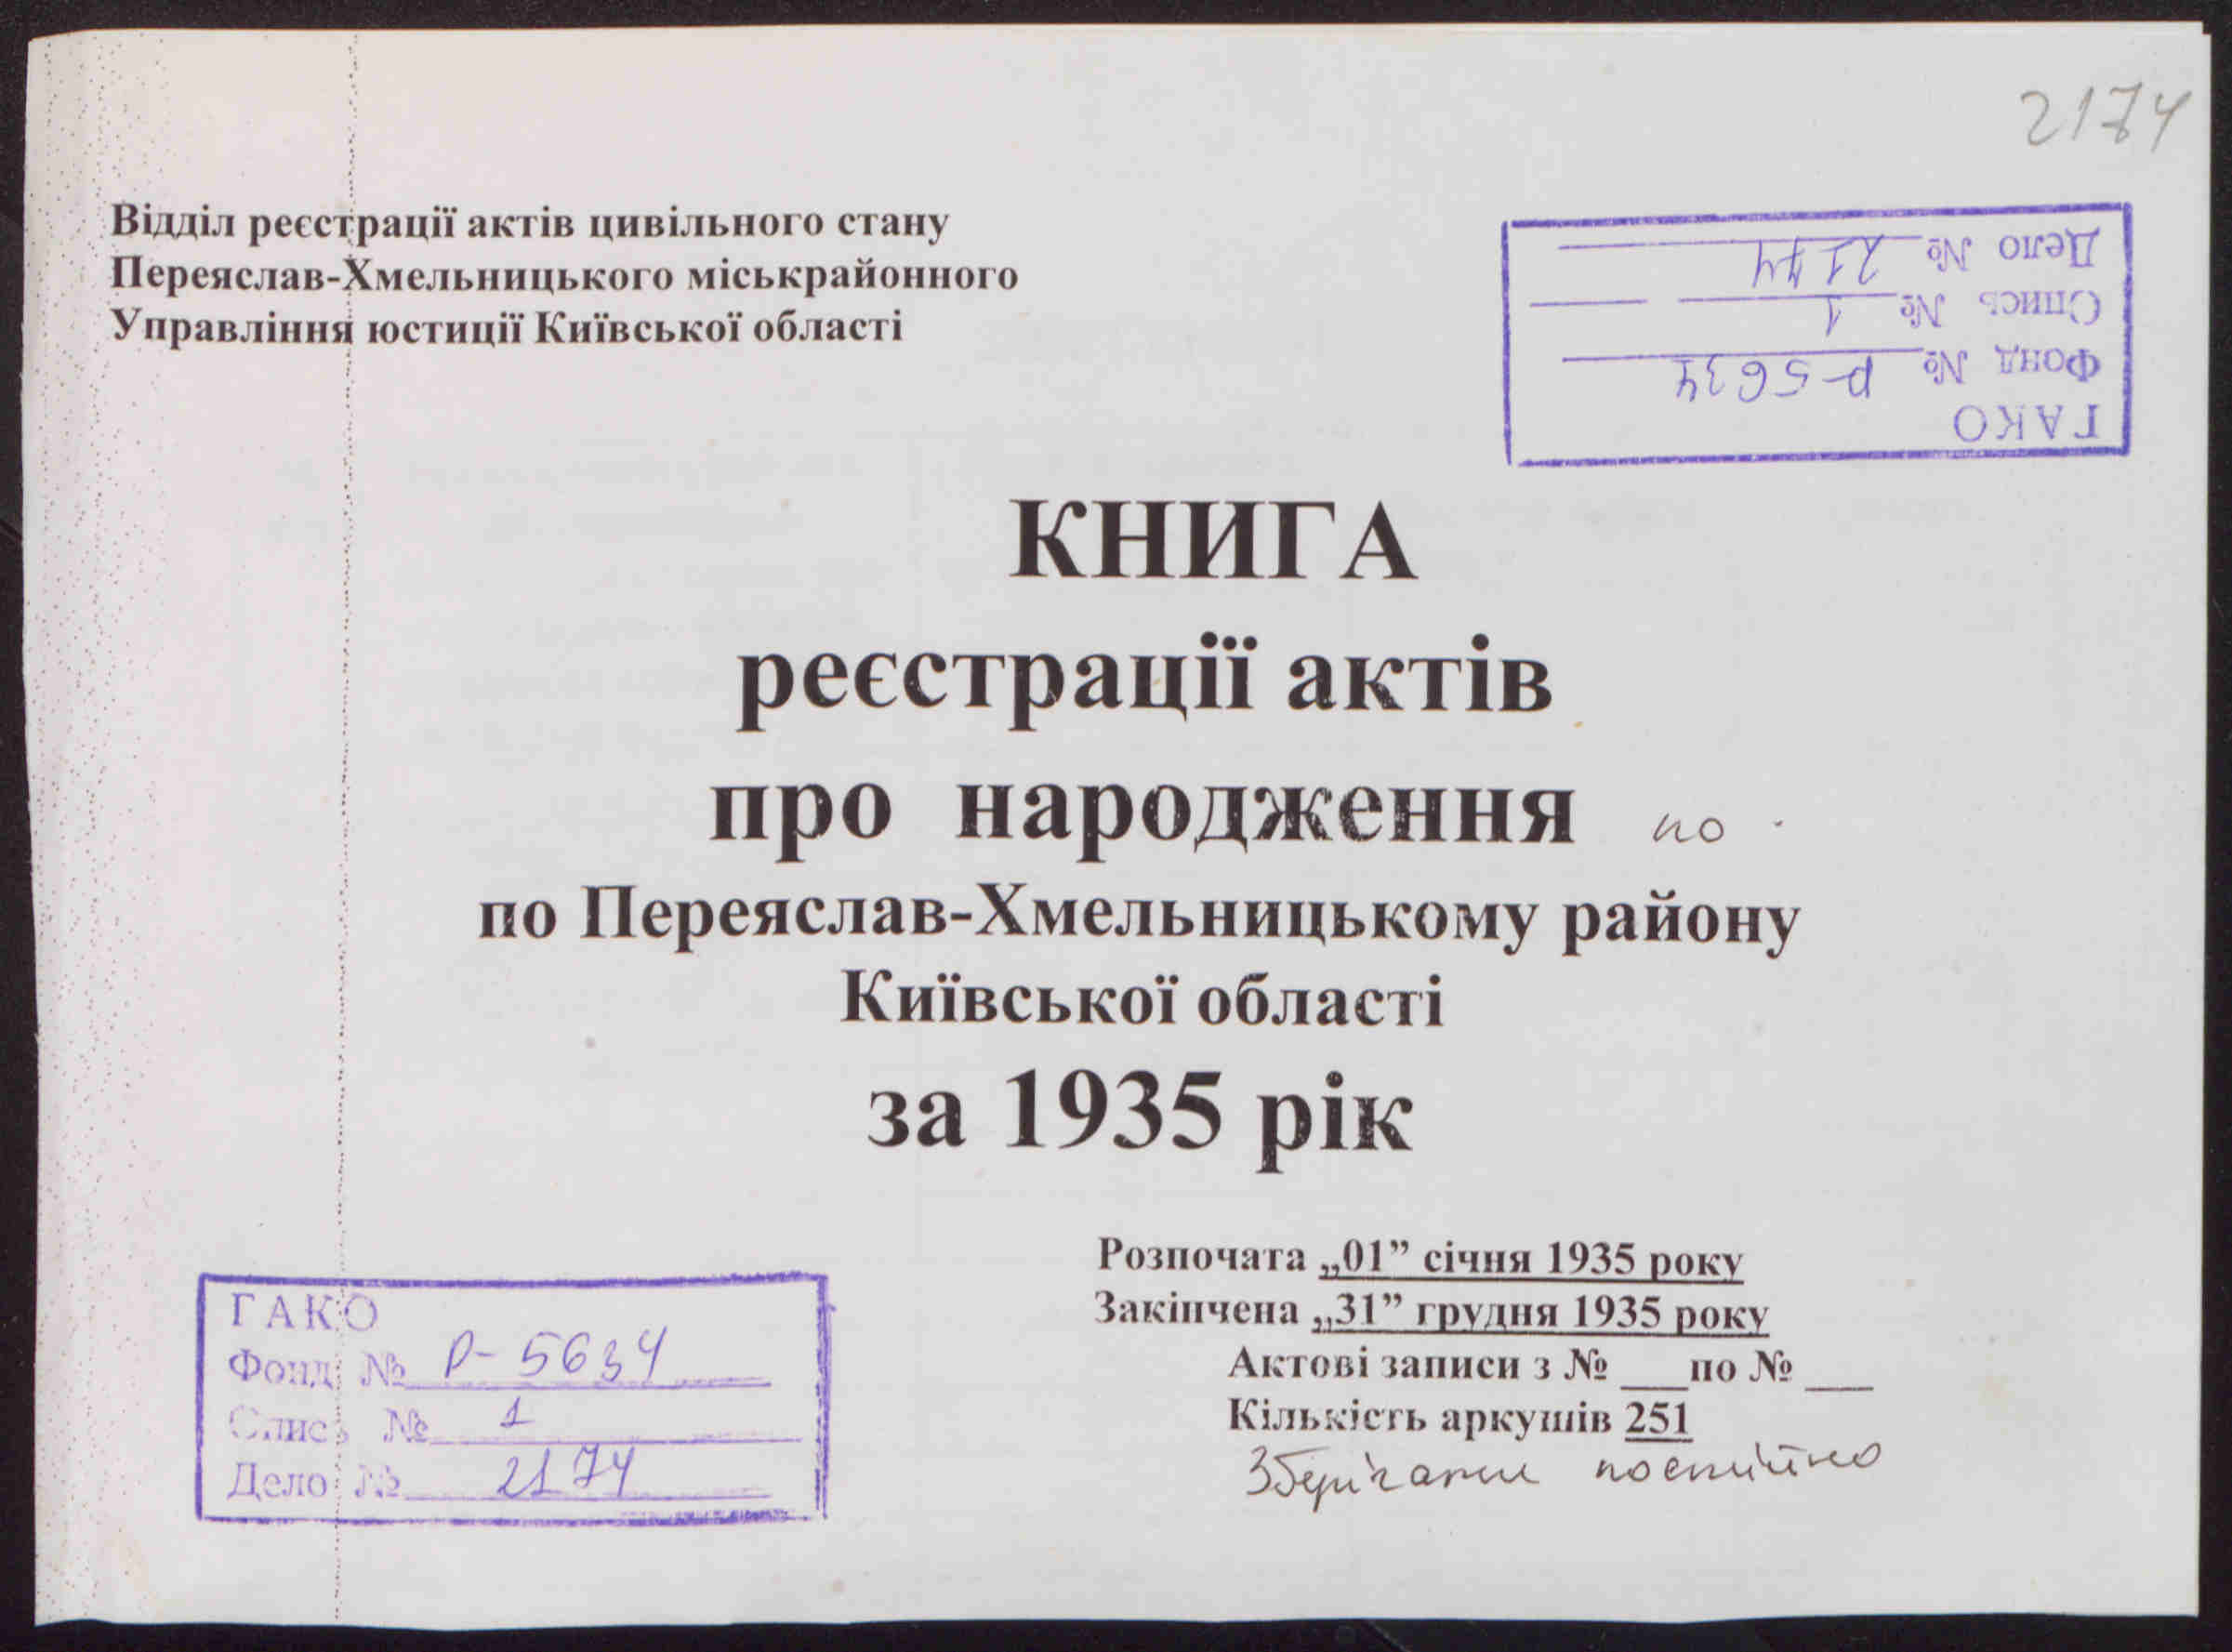 2174
Відділ реєстрації актів цивільного стану
Переяслав-Хмельницького міськрайонного
Управління юстиції Київської області
ГАКО
Фонд № Р-5634
Опись № 1
Дело № 2174
КНИГА
реєстрації актів
про народження по
по Переяслав-Хмельницькому району
Київської області
за 1935 рік
Розпочата „01” січня 1935 року
Закінчена „31” грудня 1935 року
Актові записи з № ___по № ___
Кількість аркушів 251
Зберігати постійно
ГАКО
Фонд № Р-5634
Опись № 1
Дело № 2174